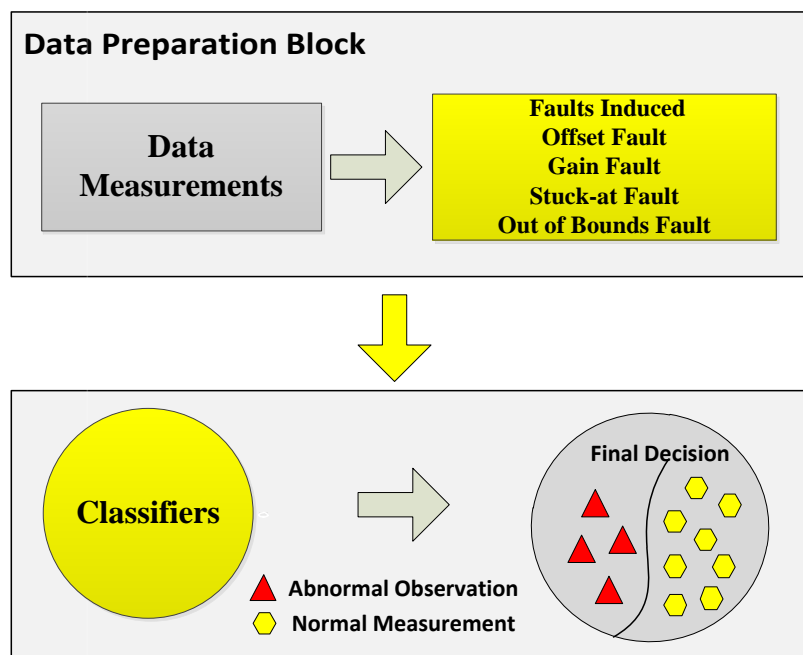 Data Preparation Block
Data
Measurements
Faults Induced
Offset Fault
Gain Fault
Stuck-at Fault
Out of Bounds Fault
Classifiers
Final Decision
Abnormal Observation
Normal Measurement